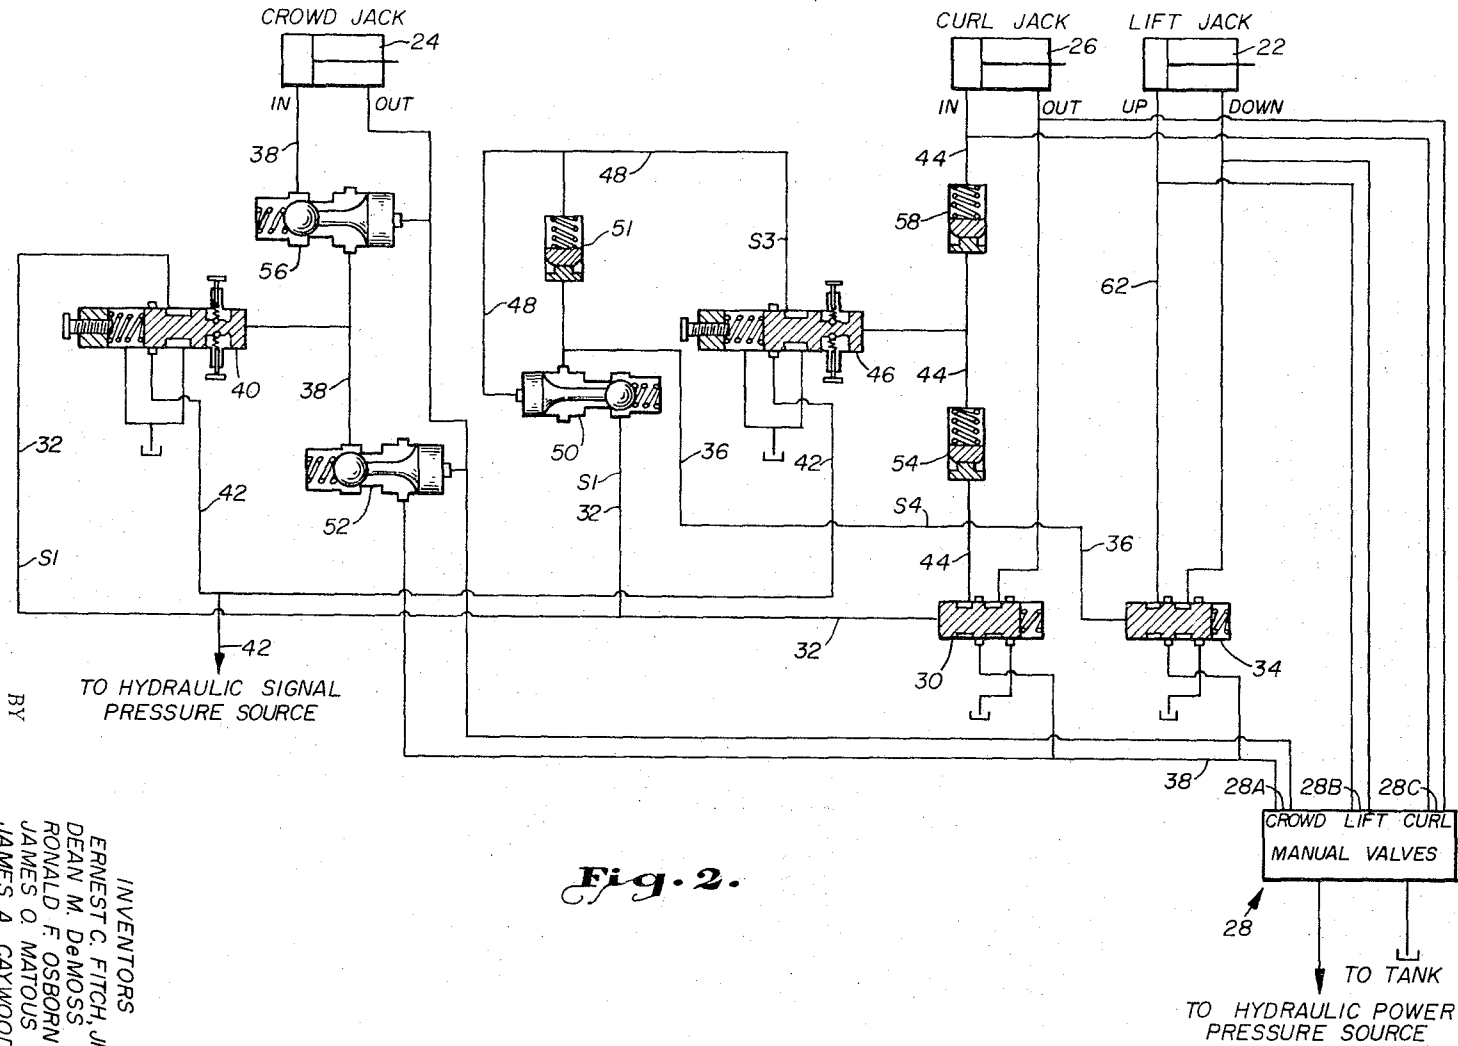 CROWD JACK
24
IN
OUT
38
56
40
38
32
42
52
S1
42
TO HYDRAULIC SIGNAL
PRESSURE SOURCE
48
51
S3
48
50
46
36
42
S1
32
32
CURL JACK
26
IN
OUT
44
58
44
54
S4
44
30
LIFT JACK
22
UP
DOWN
62
36
34
38
28A
28B
28C
CROWD LIFT CURL
MANUAL VALVES
28
TO TANK
TO HYDRAULIC POWER
PRESSURE SOURCE
Fig. 2.
BY
INVENTORS
ERNEST C. FITCH,
DEAN M. DeMOSS
RONALD F. OSBORN
JAMES O. MATOUS
JAMES A.